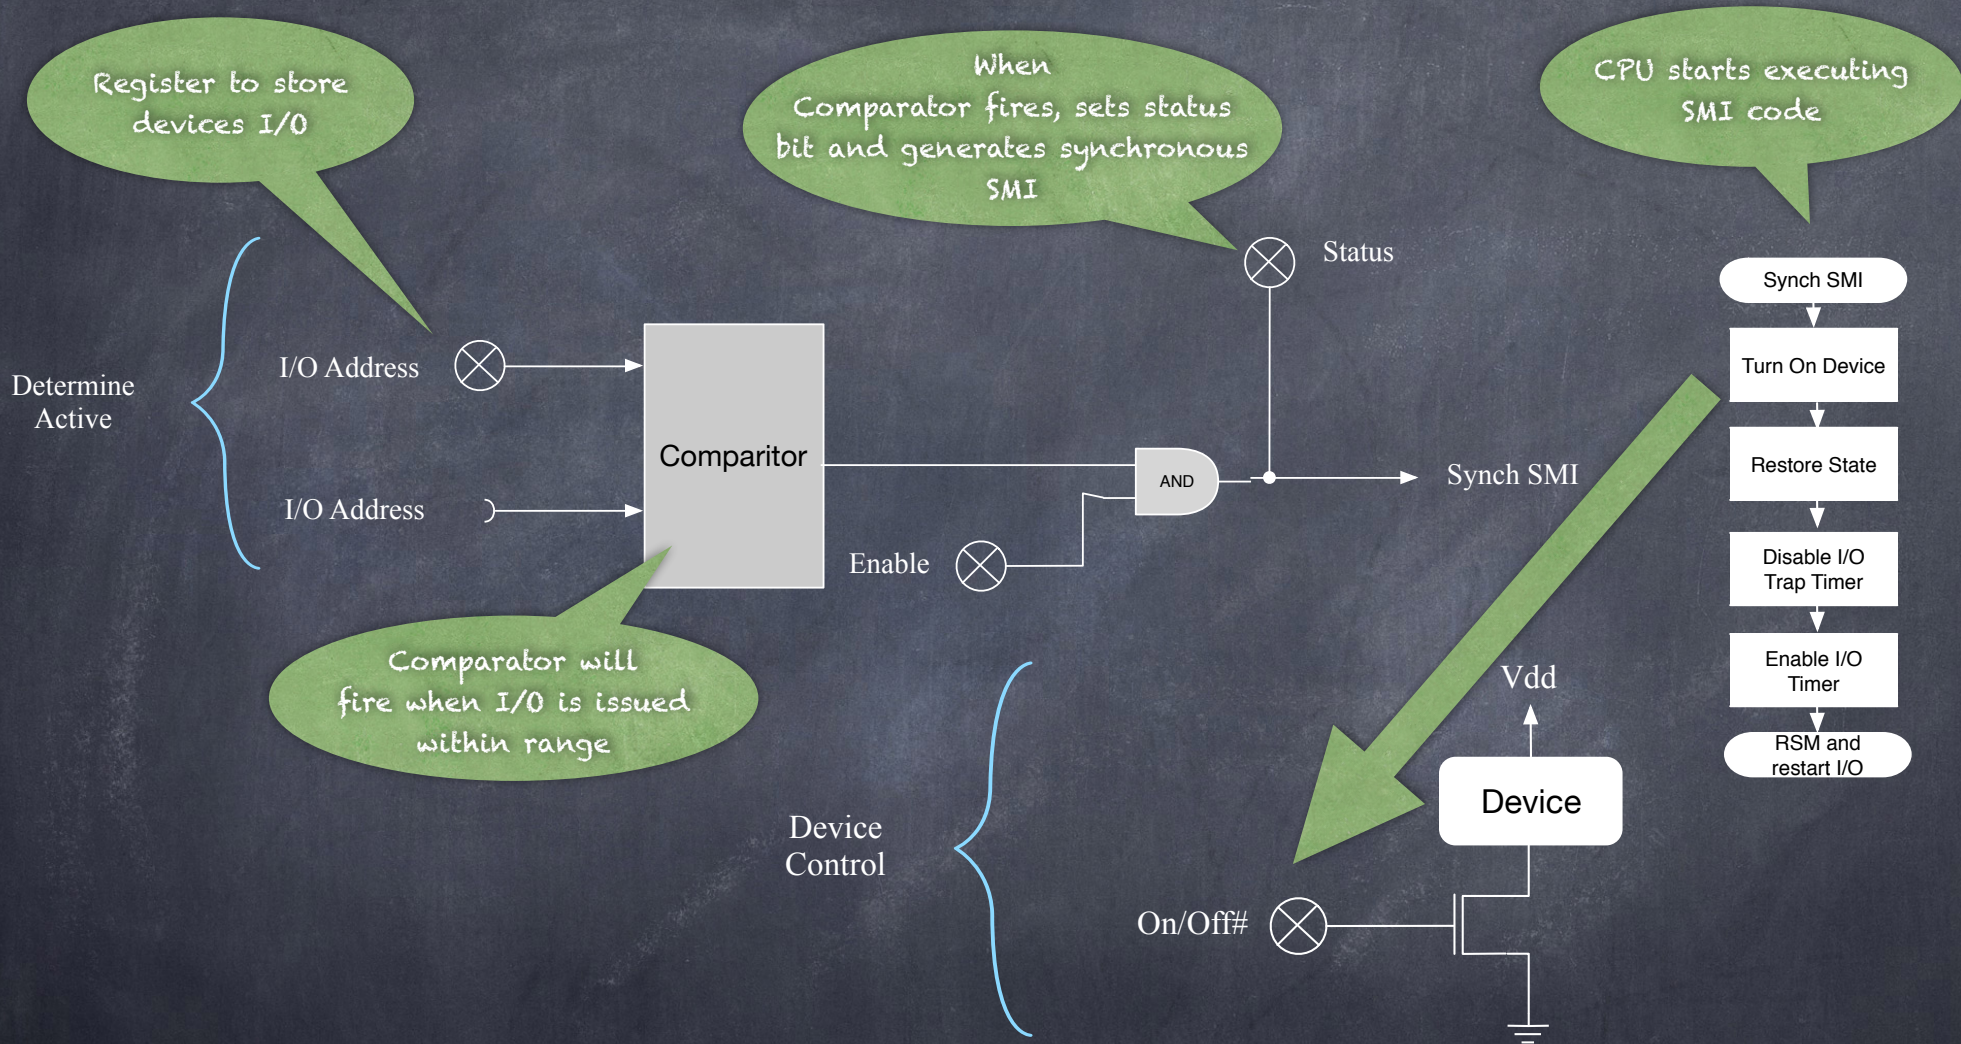 Register to store
devices I/O
When
Comparator fires, sets status
bit and generates synchronous
SMI
CPU starts executing
SMI code
Status
Synch SMI
Turn On Device
I/O Address
Determine
Active
Comparitor
AND
Synch SMI
Restore State
I/O Address
Enable
Disable I/O
Trap Timer
Comparator will
fire when I/O is issued
within range
Enable I/O
Timer
Vdd
RSM and
restart I/O
Device
Device
Control
On/Off#